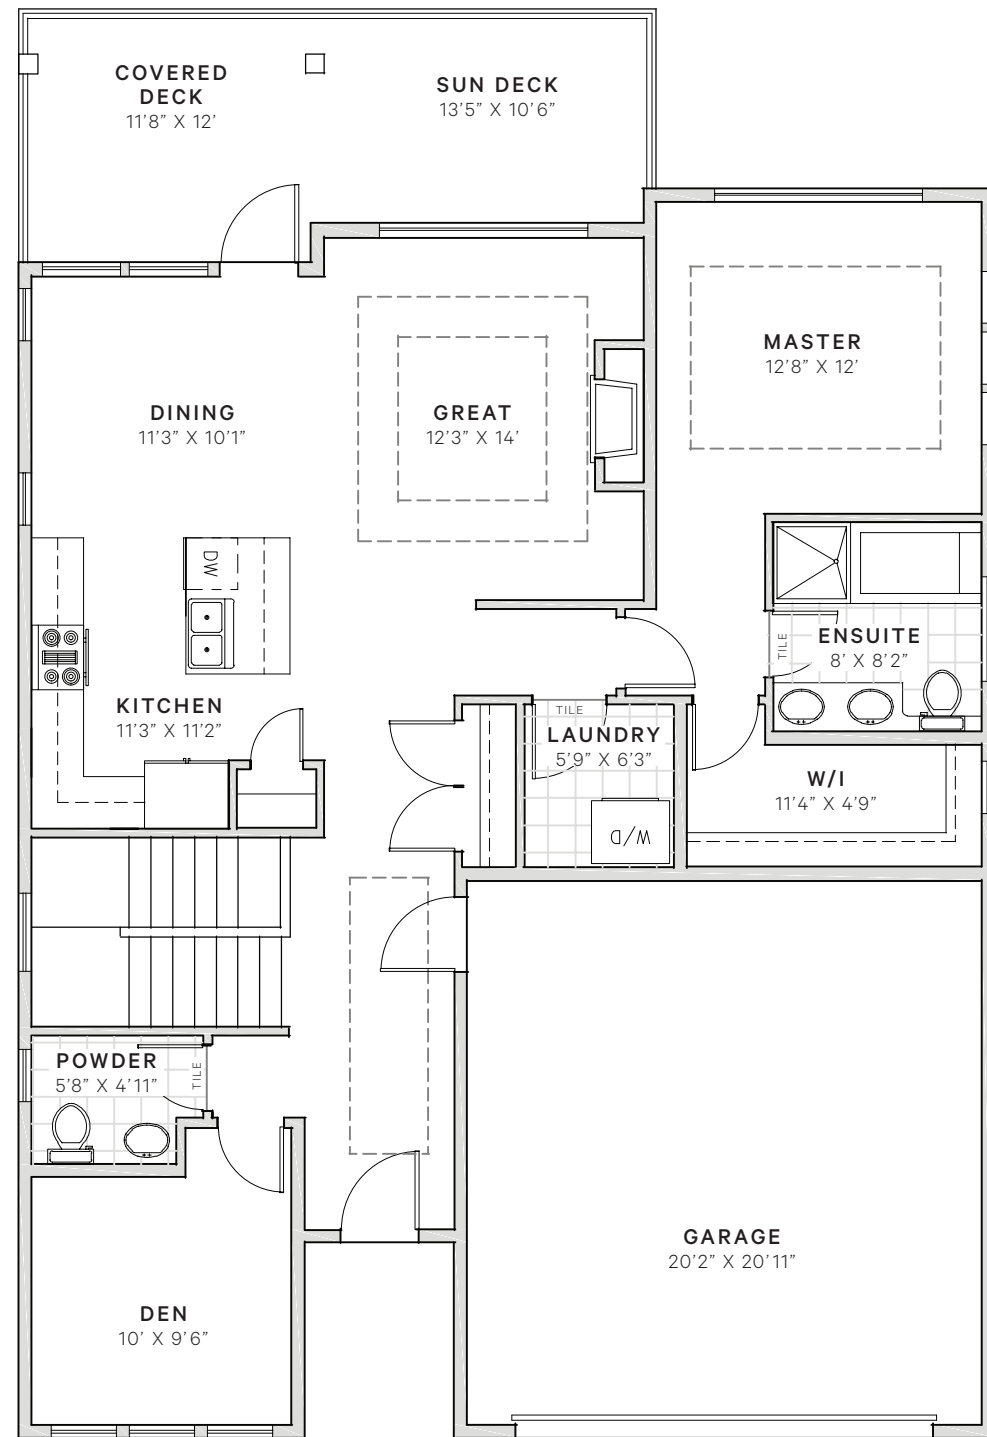 COVERED
DECK
11’8” X 12’
SUN DECK
13’5” X 10’6”
MASTER
12’8” X 12’
DINING
11’3” X 10’1”
GREAT
12’3” X 14’
DW
ENSUITE
8’ X 8’2”
TILE
KITCHEN
11’3” X 11’2”
TILE
LAUNDRY
5’9” X 6’3”
W/D
W/I
11’4” X 4’9”
POWDER
5’8” X 4’11”
TILE
GARAGE
20’2” X 20’11”
DEN
10’ X 9’6”